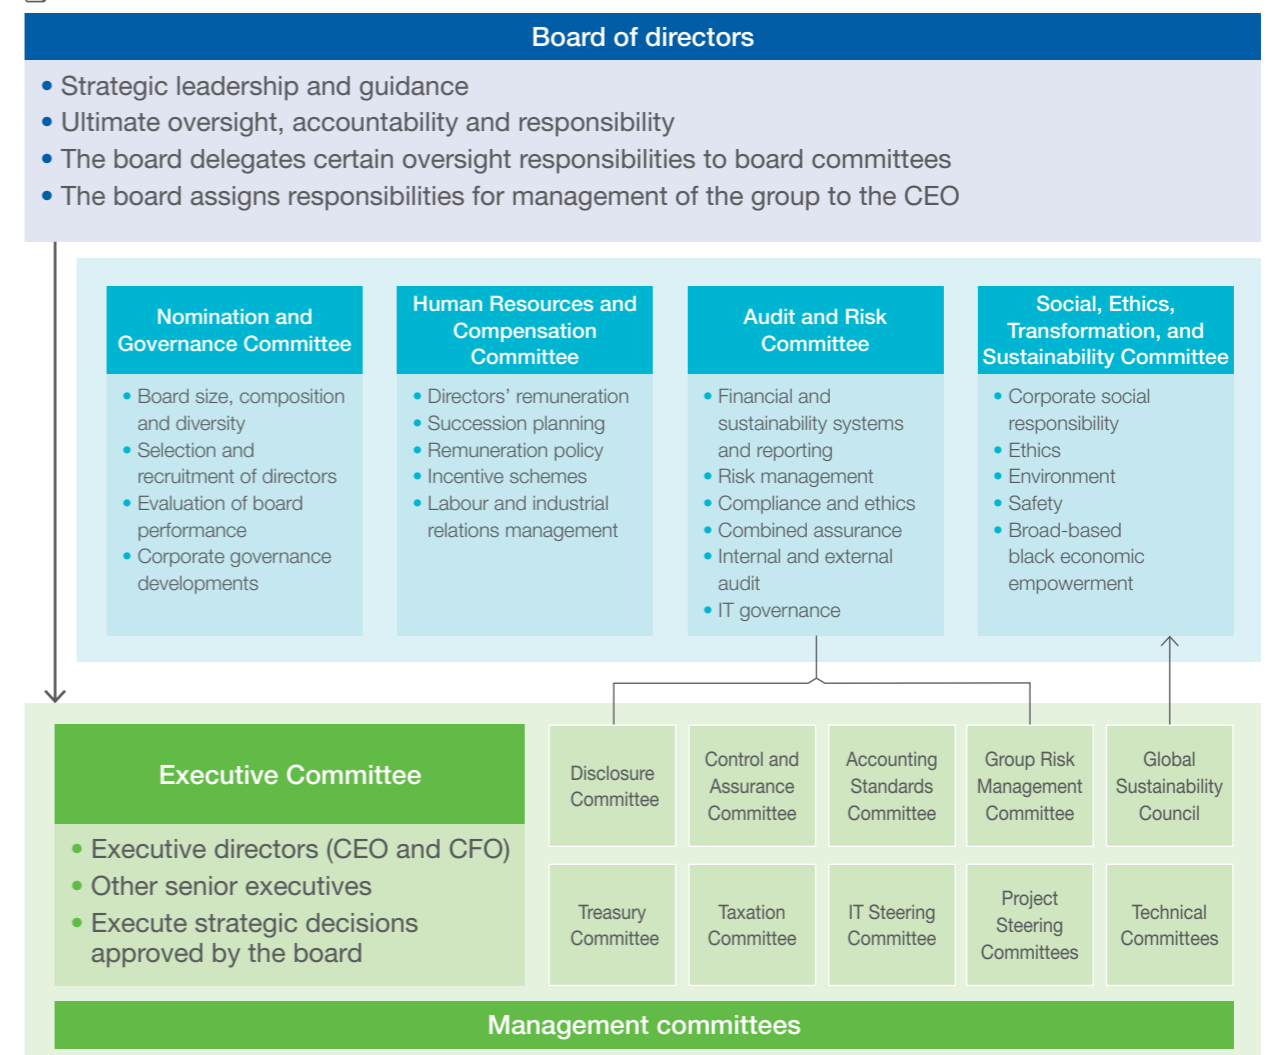 Board of directors
• Strategic leadership and guidance
• Ultimate oversight, accountability and responsibility
• The board delegates certain oversight responsibilities to board committees
• The board assigns responsibilities for management of the group to the CEO
Nomination and
Governance Committee
• Board size, composition
and diversity
• Selection and
recruitment of directors
• Evaluation of board
performance
• Corporate governance
developments
Human Resources and
Compensation
Committee
• Directors’ remuneration
• Succession planning
• Remuneration policy
• Incentive schemes
• Labour and industrial
relations management
Audit and Risk
Committee
• Financial and
sustainability systems
and reporting
• Risk management
• Compliance and ethics
• Combined assurance
• Internal and external
audit
• IT governance
Social, Ethics,
Transformation, and
Sustainability Committee
• Corporate social
responsibility
• Ethics
• Environment
• Safety
• Broad-based
black economic
empowerment
Executive Committee
• Executive directors (CEO and CFO)
• Other senior executives
• Execute strategic decisions
approved by the board
Disclosure
Committee
Control and
Assurance
Committee
Accounting
Standards
Committee
Group Risk
Management
Committee
Global
Sustainability
Council
Treasury
Committee
Taxation
Committee
IT Steering
Committee
Project
Steering
Committees
Technical
Committees
Management committees